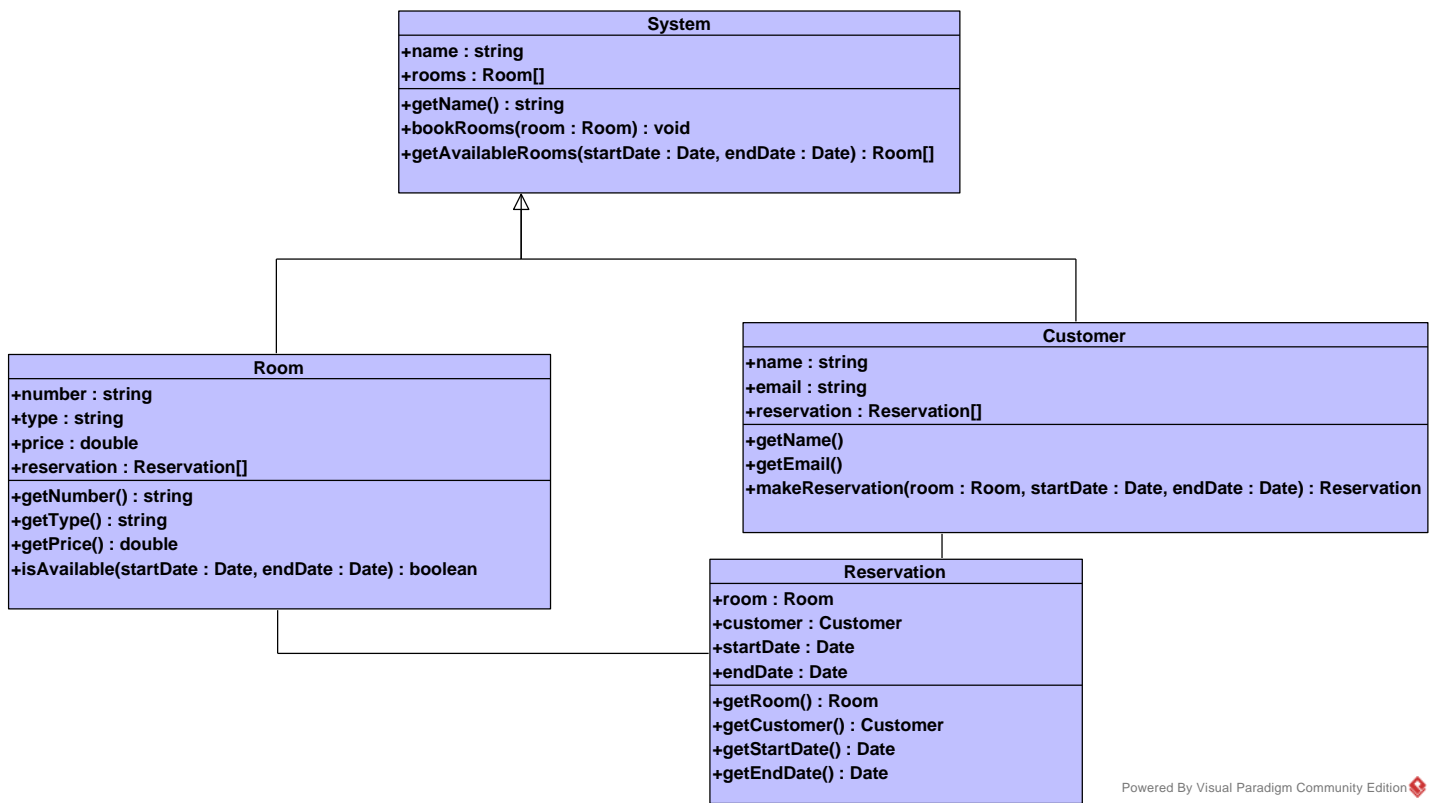 System
+name : string
+rooms : Room[]
+getName() : string
+bookRooms(room : Room) : void
+getAvailableRooms(startDate : Date, endDate : Date) : Room[]
Room
+number : string
+type : string
+price : double
+reservation : Reservation[]
+getNumber() : string
+getType() : string
+getPrice() : double
+isAvailable(startDate : Date, endDate : Date) : boolean
Customer
+name : string
+email : string
+reservation : Reservation[]
+getName()
+getEmail()
+makeReservation(room : Room, startDate : Date, endDate : Date) : Reservation
Reservation
+room : Room
+customer : Customer
+startDate : Date
+endDate : Date
+getRoom() : Room
+getCustomer() : Customer
+getStartDate() : Date
+getEndDate() : Date
Powered By Visual Paradigm Community Edition